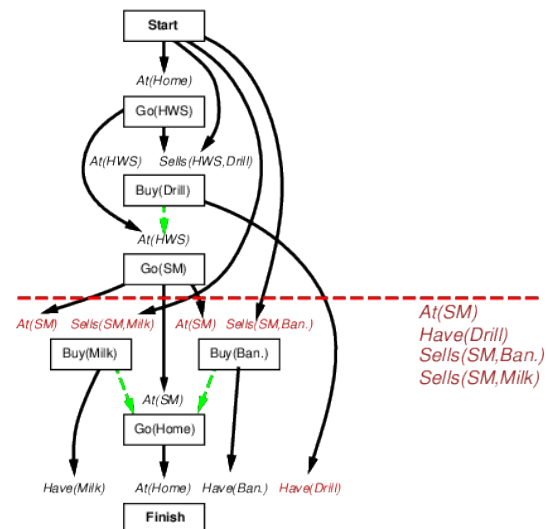 Start
At(Home)
Go(HWS)
At(HWS) Sells(HWS,Drill)
Buy(Drill)
At(HWS)
Go(SM)
At(SM) Sells(SM,Milk) At(SM) Sells(SM,Ban.)
Buy(Milk) Buy(Ban.)
At(SM)
Go(Home)
Have(Milk) At(Home) Have(Ban.) Have(Drill)
Finish
At(SM)
Have(Drill)
Sells(SM,Ban.)
Sells(SM,Milk)